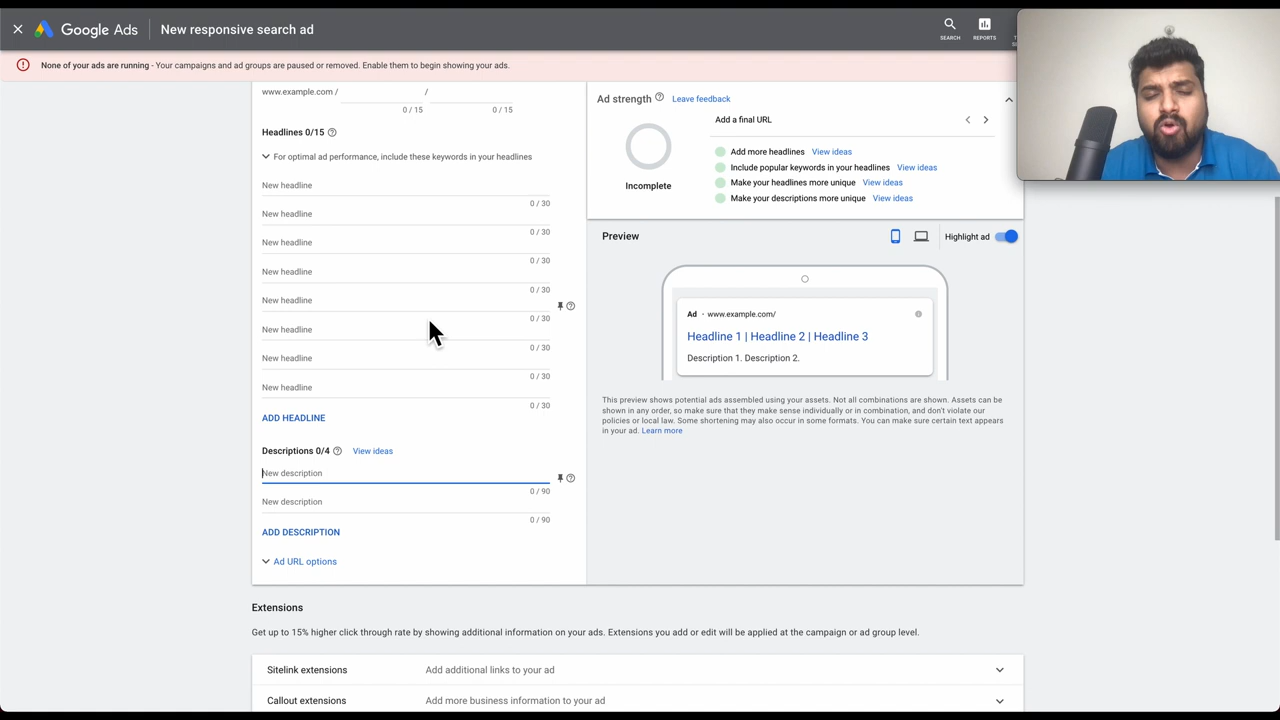 Google Ads
New responsive search ad
SEARCH
REPORTS
None of your ads are running - Your campaigns and ad groups are paused or removed. Enable them to begin showing your ads.
www.example.com /
/
0 / 15
0 / 15
Headlines 0/15
For optimal ad performance, include these keywords in your headlines
New headline
0 / 30
New headline
0 / 30
New headline
0 / 30
New headline
0 / 30
New headline
0 / 30
New headline
0 / 30
New headline
0 / 30
New headline
0 / 30
ADD HEADLINE
Descriptions 0/4 View ideas
New description
0 / 90
New description
0 / 90
ADD DESCRIPTION
Ad URL options
Ad strength Leave feedback
Incomplete
Add a final URL
Add more headlines View ideas
Include popular keywords in your headlines View ideas
Make your headlines more unique View ideas
Make your descriptions more unique View ideas
Preview
Highlight ad
Ad · www.example.com/
Headline 1 | Headline 2 | Headline 3
Description 1. Description 2.
This preview shows potential ads assembled using your assets. Not all combinations are shown. Assets can be
shown in any order, so make sure that they make sense individually or in combination, and don't violate our
policies or local law. Some shortening may also occur in some formats. You can make sure certain text appears
in your ad. Learn more
Extensions
Get up to 15% higher click through rate by showing additional information on your ads. Extensions you add or edit will be applied at the campaign or ad group level.
Sitelink extensions Add additional links to your ad
Callout extensions Add more business information to your ad